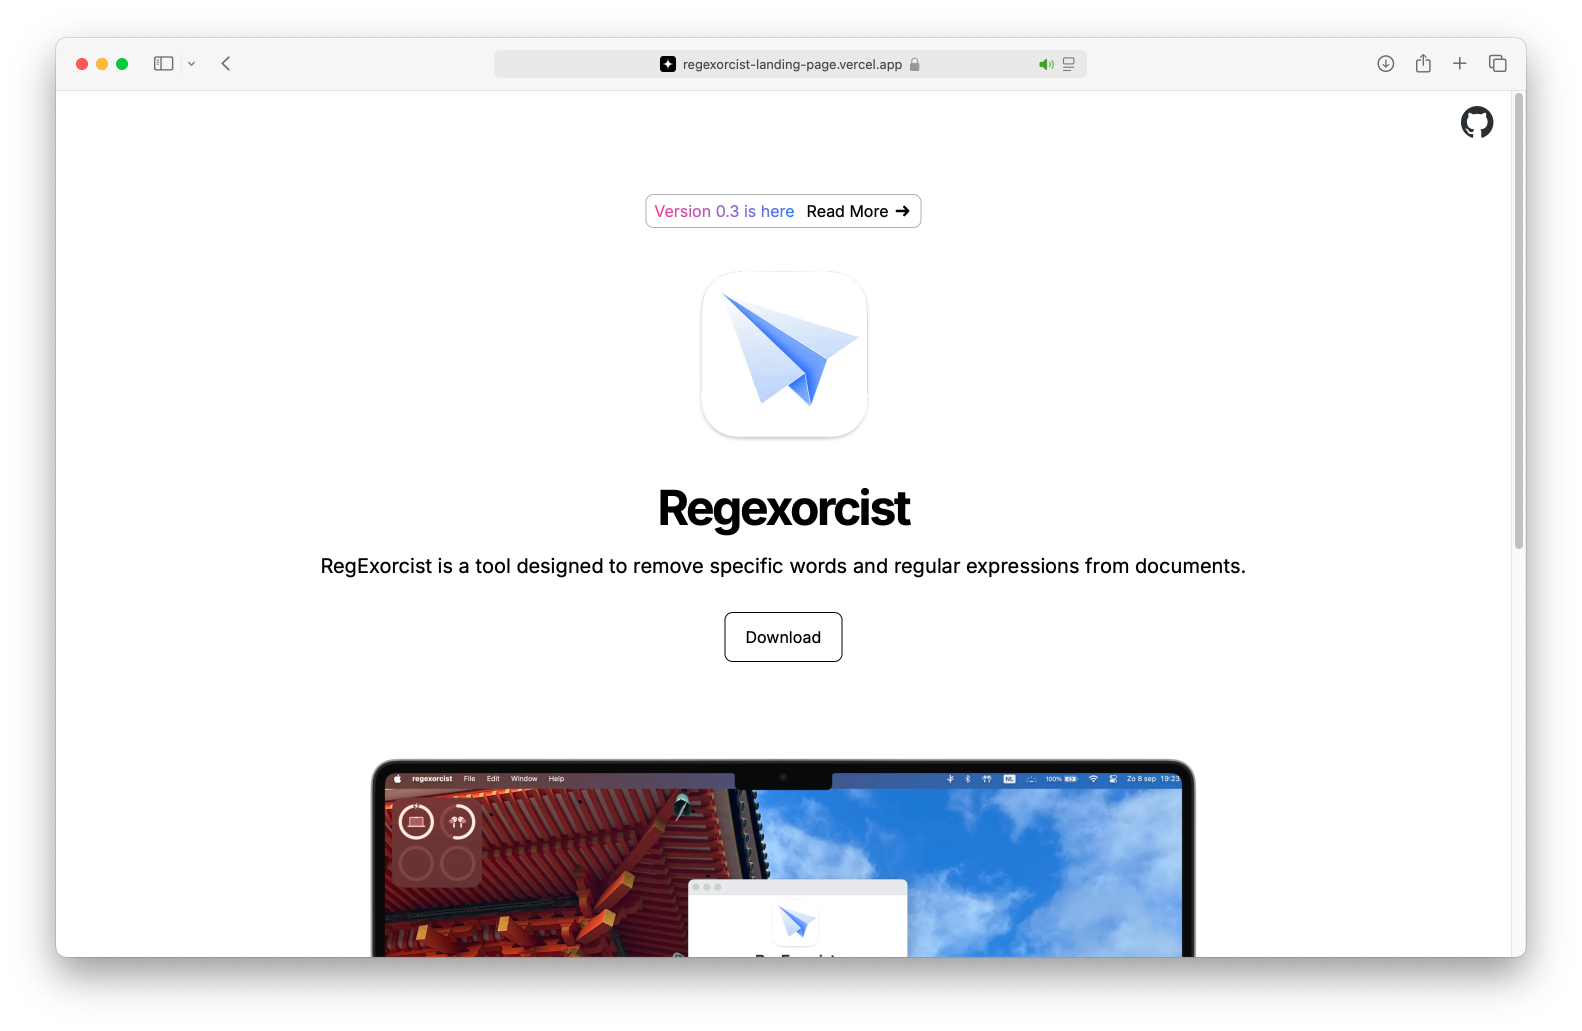 regexorcist-landing-page.vercel.app
Version 0.3 is here Read More →
Regexorcist
RegExorcist is a tool designed to remove specific words and regular expressions from documents.
Download
regexorcist File Edit Window Help NL 100% Zo 8 sep 19:23